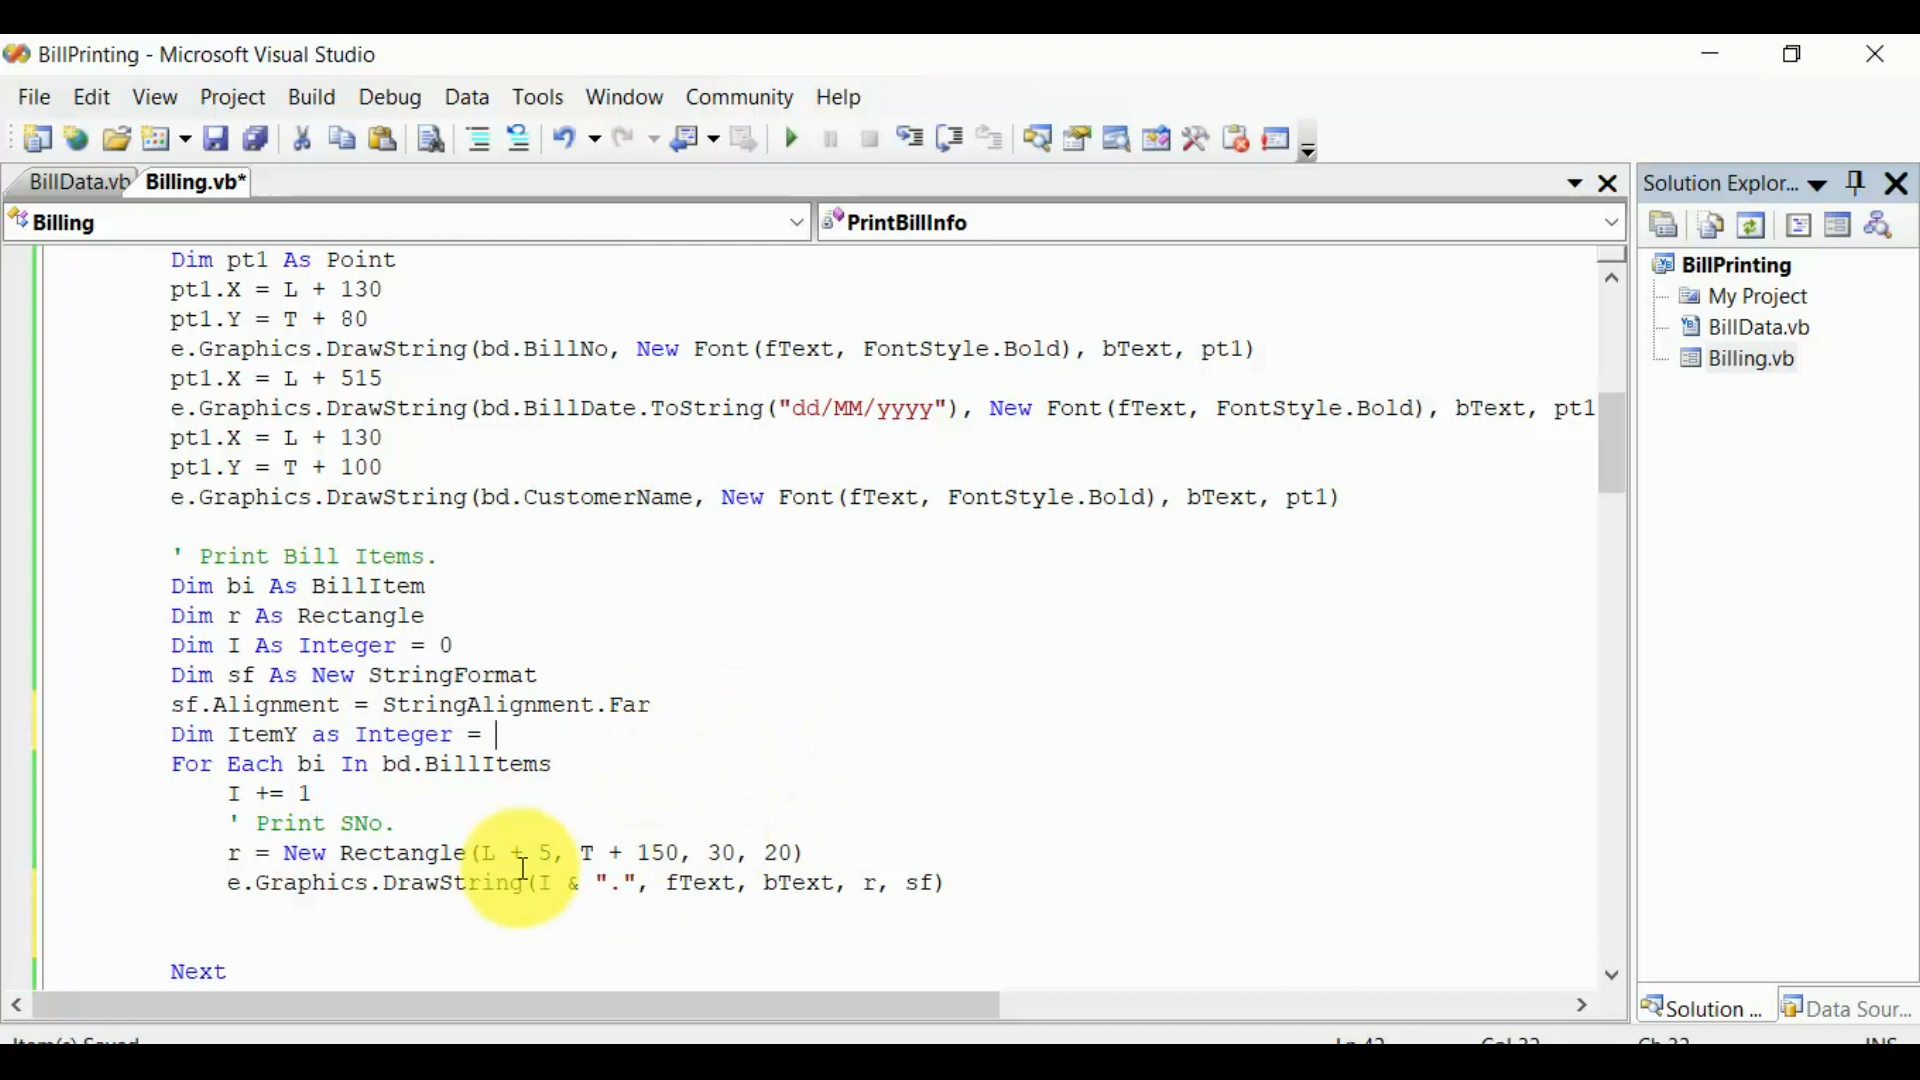 BillPrinting - Microsoft Visual Studio
File Edit View Project Build Debug Data Tools Window Community Help
BillData.vb Billing.vb* Solution Explor...
Billing PrintBillInfo
Dim pt1 As Point
pt1.X = L + 130
pt1.Y = T + 80
e.Graphics.DrawString(bd.BillNo, New Font(fText, FontStyle.Bold), bText, pt1)
pt1.X = L + 515
e.Graphics.DrawString(bd.BillDate.ToString("dd/MM/yyyy"), New Font(fText, FontStyle.Bold), bText, pt1
pt1.X = L + 130
pt1.Y = T + 100
e.Graphics.DrawString(bd.CustomerName, New Font(fText, FontStyle.Bold), bText, pt1)
' Print Bill Items.
Dim bi As BillItem
Dim r As Rectangle
Dim I As Integer = 0
Dim sf As New StringFormat
sf.Alignment = StringAlignment.Far
Dim ItemY as Integer =
For Each bi In bd.BillItems
I += 1
' Print SNo.
r = New Rectangle(L + 5, T + 150, 30, 20)
e.Graphics.DrawString(I & ".", fText, bText, r, sf)
Next
BillPrinting
My Project
BillData.vb
Billing.vb
Solution ... Data Sour...